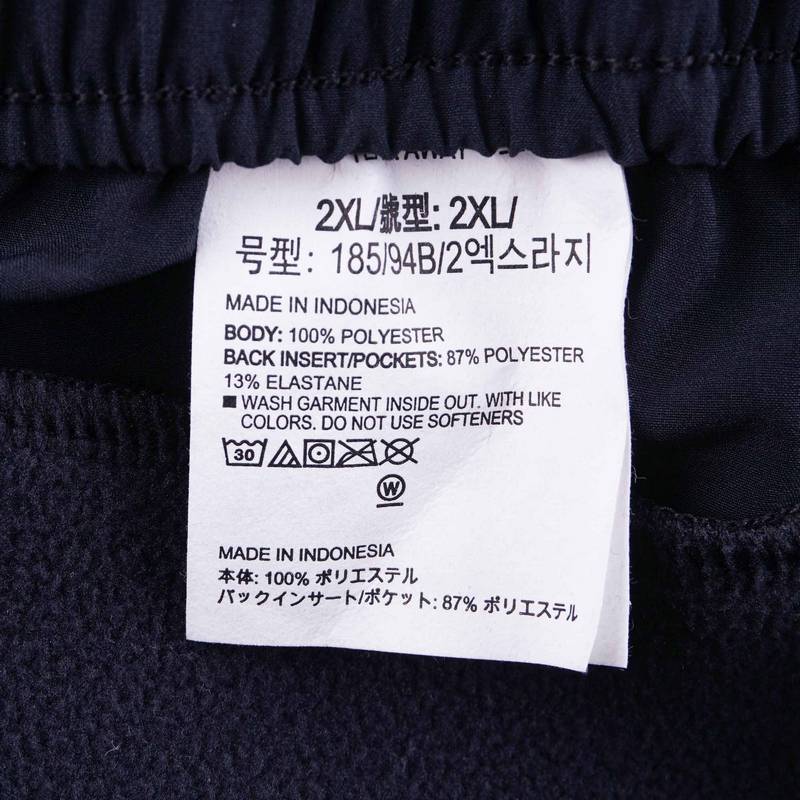 2XL/號型: 2XL/
号型: 185/94B/2엑스라지
MADE IN INDONESIA
BODY: 100% POLYESTER
BACK INSERT/POCKETS: 87% POLYESTER
13% ELASTANE
■ WASH GARMENT INSIDE OUT. WITH LIKE
COLORS. DO NOT USE SOFTENERS
30
W
MADE IN INDONESIA
本体: 100% ポリエステル
バックインサート/ポケット: 87% ポリエステル